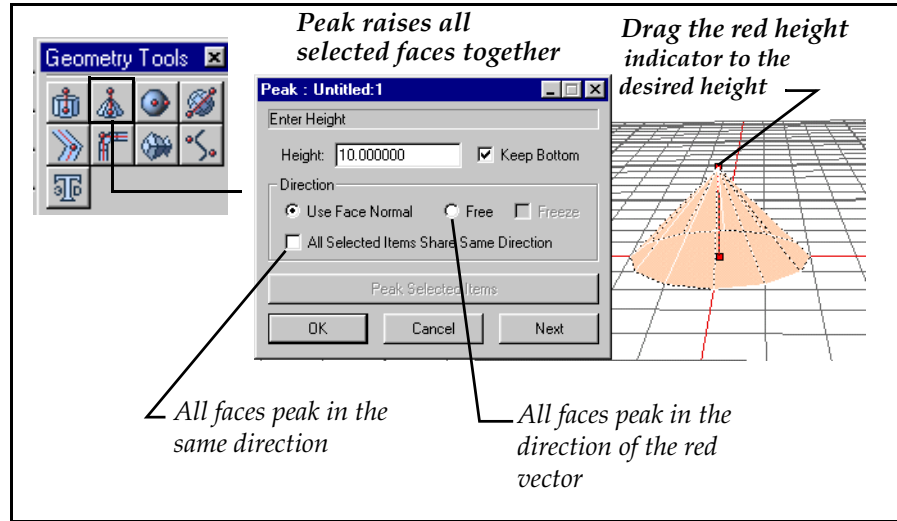 Peak raises all
selected faces together
Drag the red height
indicator to the
desired height
Geometry Tools
Peak : Untitled:1
Enter Height
Height: 10.000000
Keep Bottom
Direction
Use Face Normal
Free
Freeze
All Selected Items Share Same Direction
Peak Selected Items
OK
Cancel
Next
All faces peak in the
same direction
All faces peak in the
direction of the red
vector